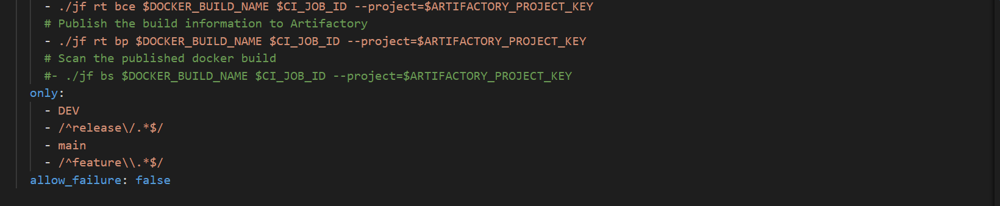 - ./jf rt bce $DOCKER_BUILD_NAME $CI_JOB_ID --project=$ARTIFACTORY_PROJECT_KEY
# Publish the build information to Artifactory
- ./jf rt bp $DOCKER_BUILD_NAME $CI_JOB_ID --project=$ARTIFACTORY_PROJECT_KEY
# Scan the published docker build
#- ./jf bs $DOCKER_BUILD_NAME $CI_JOB_ID --project=$ARTIFACTORY_PROJECT_KEY
only:
- DEV
- /^release\/.*$/
- main
- /^feature\\.*$/
allow_failure: false